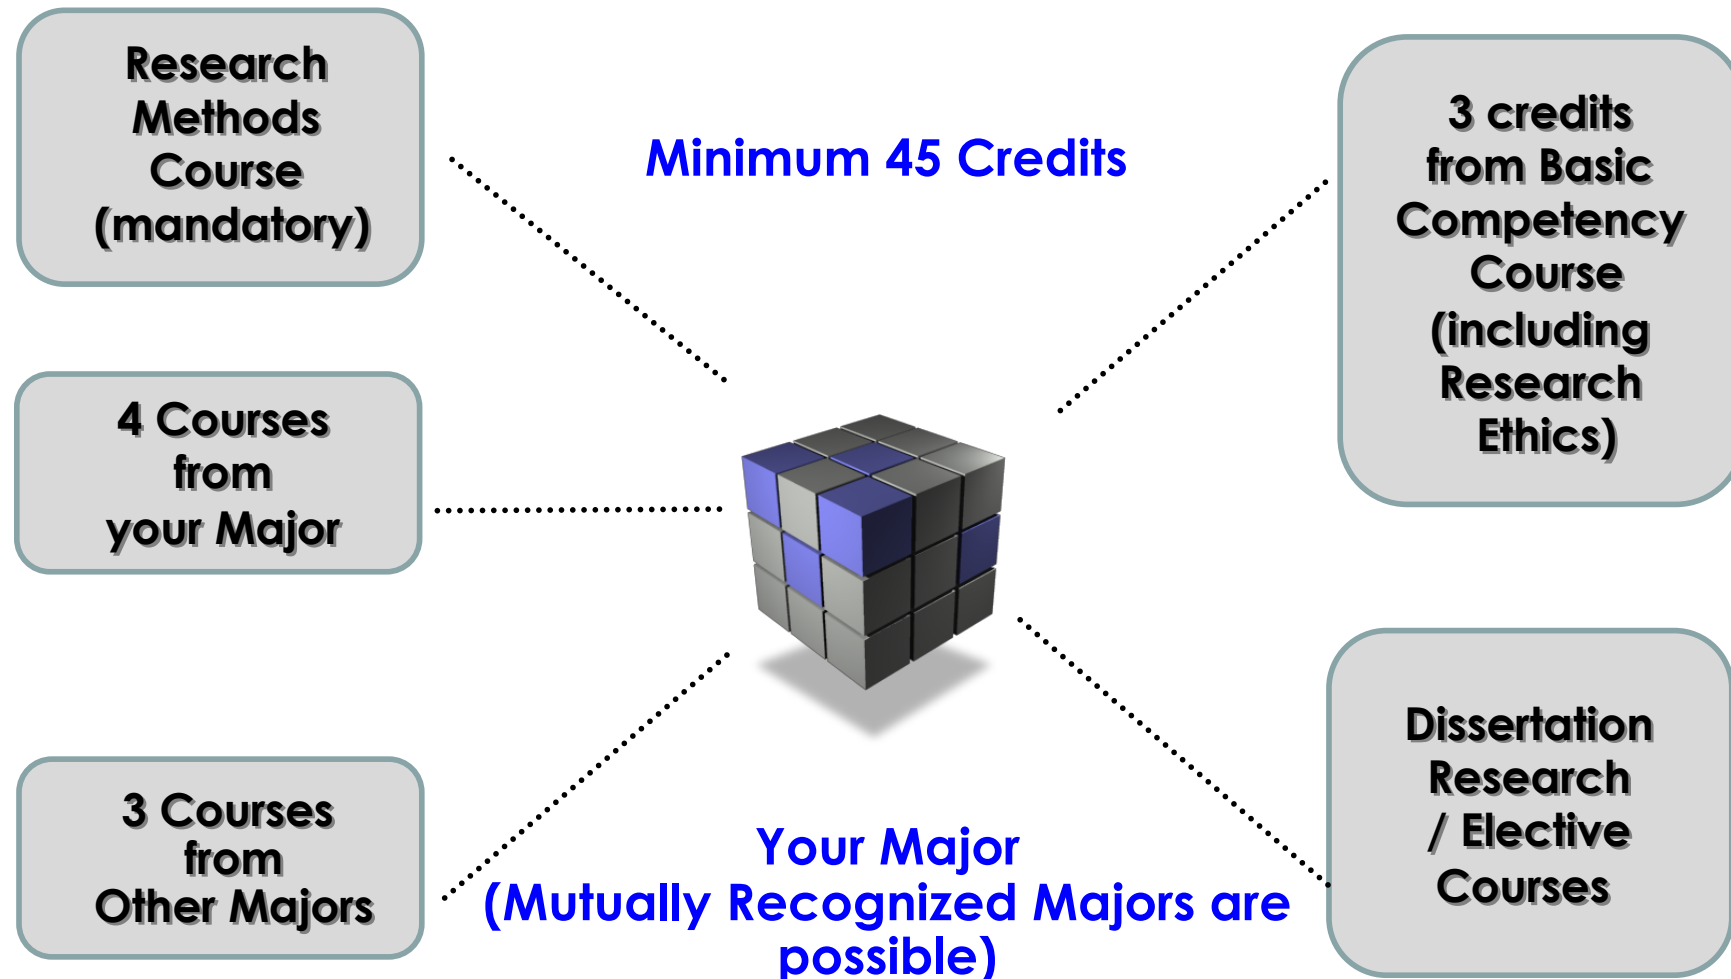 Research
Methods
Course
(mandatory)
Minimum 45 Credits
3 credits
from Basic
Competency
Course
(including
Research
Ethics)
4 Courses
from
your Major
3 Courses
from
Other Majors
Your Major
(Mutually Recognized Majors are
possible)
Dissertation
Research
/ Elective
Courses